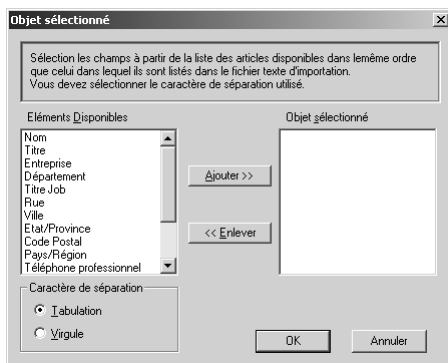 Objet sélectionné
Sélection les champs à partir de la liste des articles disponibles dans lemême ordre
que celui dans lequel ils sont listés dans le fichier texte d'importation.
Vous devez sélectionner le caractère de séparation utilisé.
Eléments Disponibles
Objet sélectionné
Nom
Titre
Entreprise
Département
Titre Job
Rue
Ville
Etat/Province
Code Postal
Pays/Région
Téléphone professionnel
Ajouter >>
<< Enlever
Caractère de séparation
Tabulation
Virgule
OK
Annuler